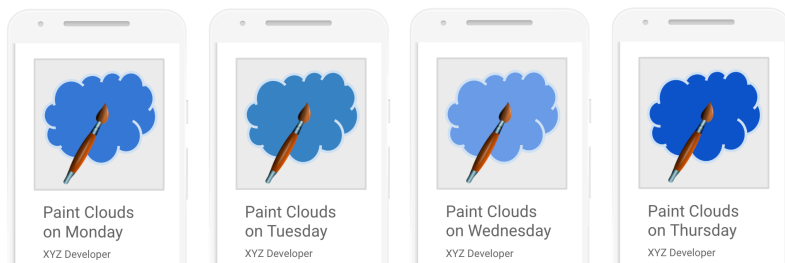 Paint Clouds
on Monday
XYZ Developer
Paint Clouds
on Tuesday
XYZ Developer
Paint Clouds
on Wednesday
XYZ Developer
Paint Clouds
on Thursday
XYZ Developer